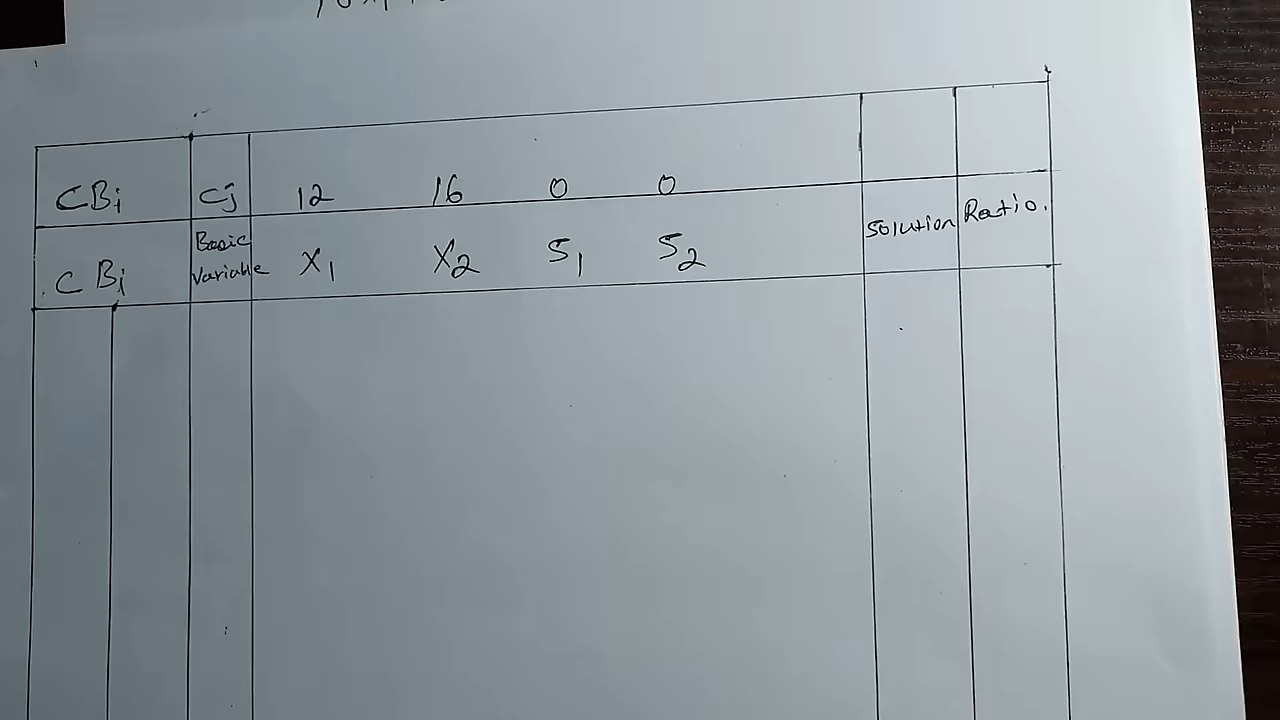 CBi Cj 12 16 0 0
CBi Basic Variable X1 X2 S1 S2 Solution Ratio.